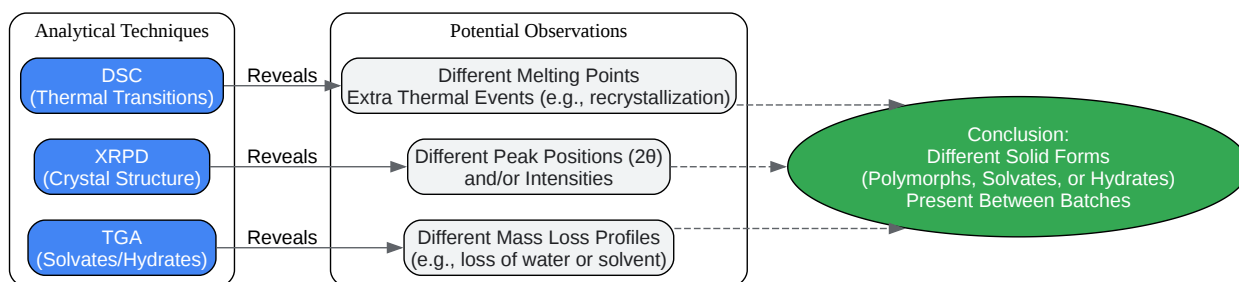 Analytical Techniques
Potential Observations
DSC
(Thermal Transitions)
Reveals
Different Melting Points
Extra Thermal Events (e.g., recrystallization)
XRPD
(Crystal Structure)
Reveals
Different Peak Positions (2θ)
and/or Intensities
TGA
(Solvates/Hydrates)
Reveals
Different Mass Loss Profiles
(e.g., loss of water or solvent)
Conclusion:
Different Solid Forms
(Polymorphs, Solvates, or Hydrates)
Present Between Batches